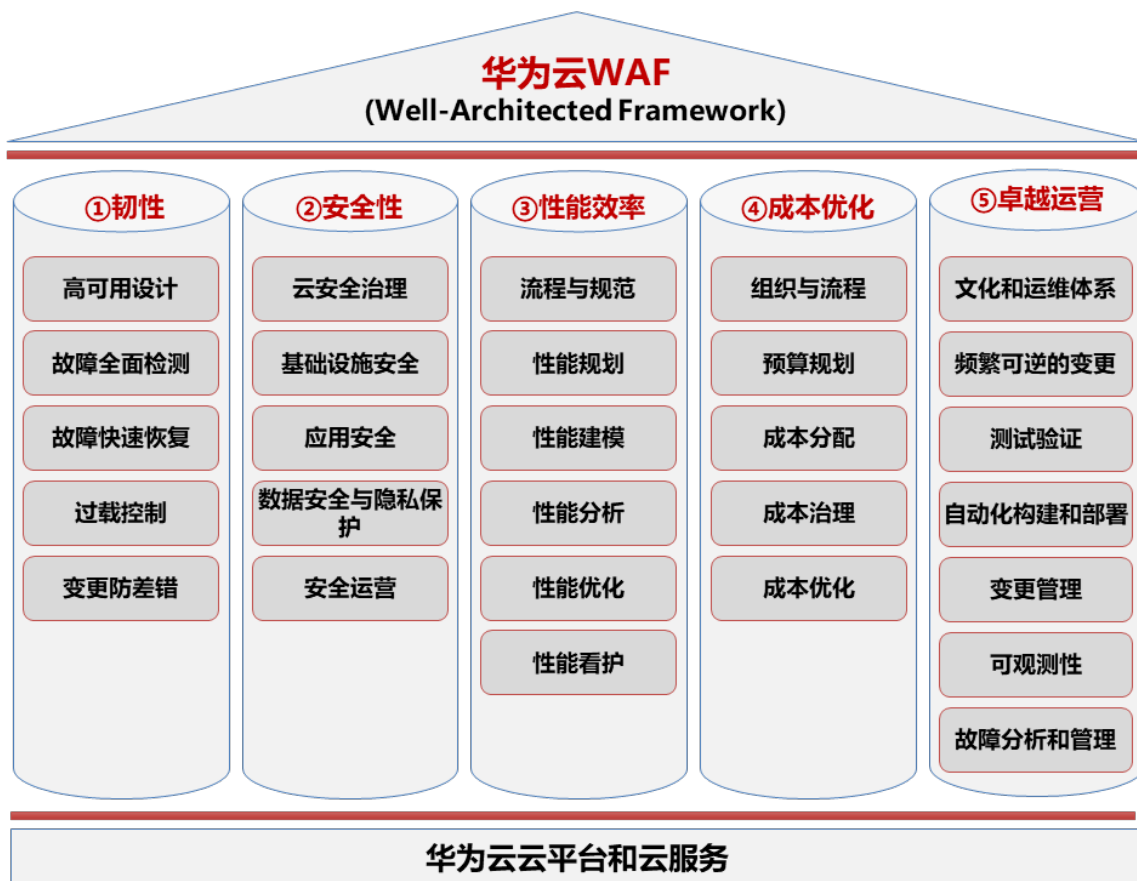 华为云WAF
(Well-Architected Framework)
①韧性
高可用设计
故障全面检测
故障快速恢复
过载控制
变更防差错
②安全性
云安全治理
基础设施安全
应用安全
数据安全与隐私保
护
安全运营
③性能效率
流程与规范
性能规划
性能建模
性能分析
性能优化
性能看护
④成本优化
组织与流程
预算规划
成本分配
成本治理
成本优化
⑤卓越运营
文化和运维体系
频繁可逆的变更
测试验证
自动化构建和部署
变更管理
可观测性
故障分析和管理
华为云云平台和云服务